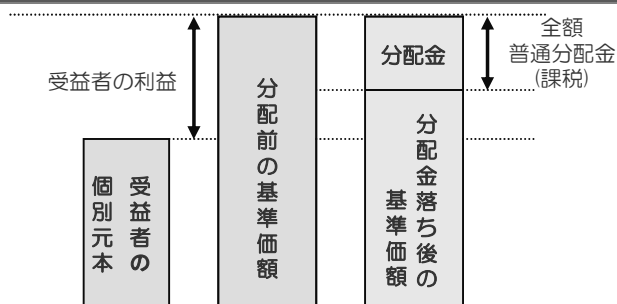 受益者の利益
受益者の
個別元本
分配前の基準価額
分配金
分配金落ち後の
基準価額
全額
普通分配金
(課税)